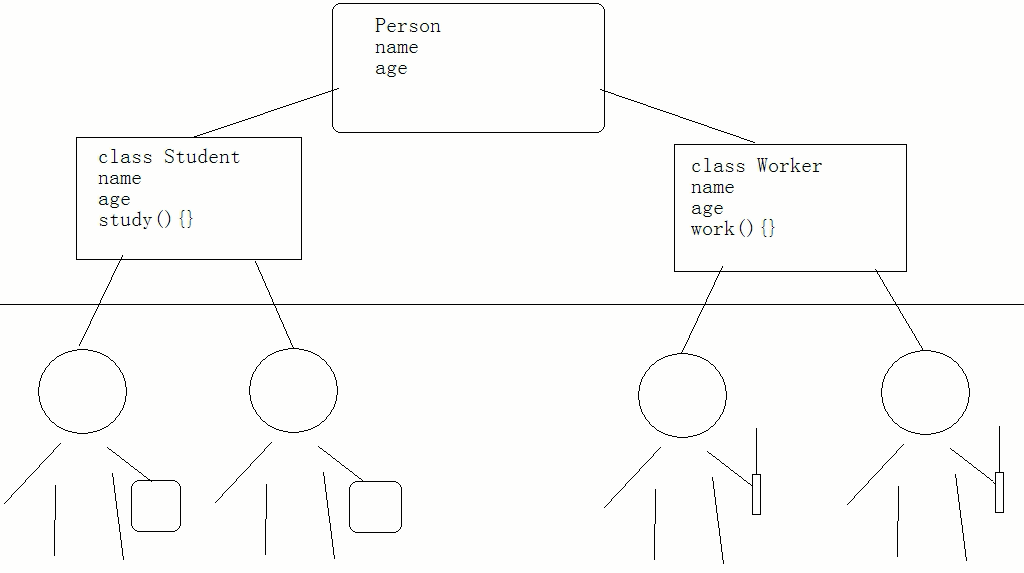 Person
name
age
class Student
name
age
study(){}
class Worker
name
age
work(){}